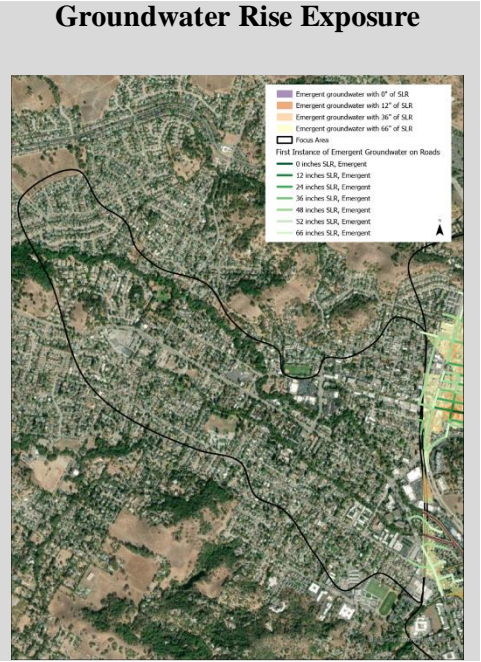 Groundwater Rise Exposure
Emergent groundwater with 0" of SLR
Emergent groundwater with 12" of SLR
Emergent groundwater with 36" of SLR
Emergent groundwater with 66" of SLR
Focus Area
First Instance of Emergent Groundwater on Roads
0 inches SLR, Emergent
12 inches SLR, Emergent
24 inches SLR, Emergent
36 inches SLR, Emergent
48 inches SLR, Emergent
52 inches SLR, Emergent
66 inches SLR, Emergent